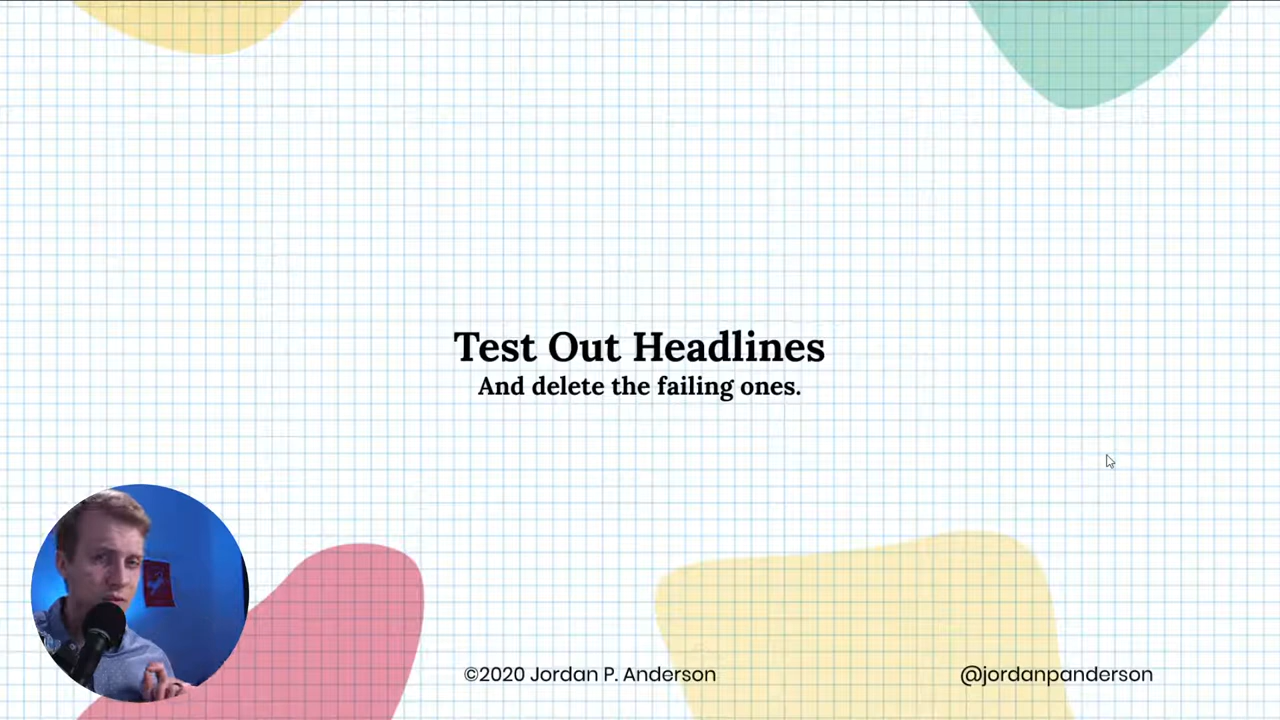 Test Out Headlines
And delete the failing ones.
©2020 Jordan P. Anderson
@jordanpanderson